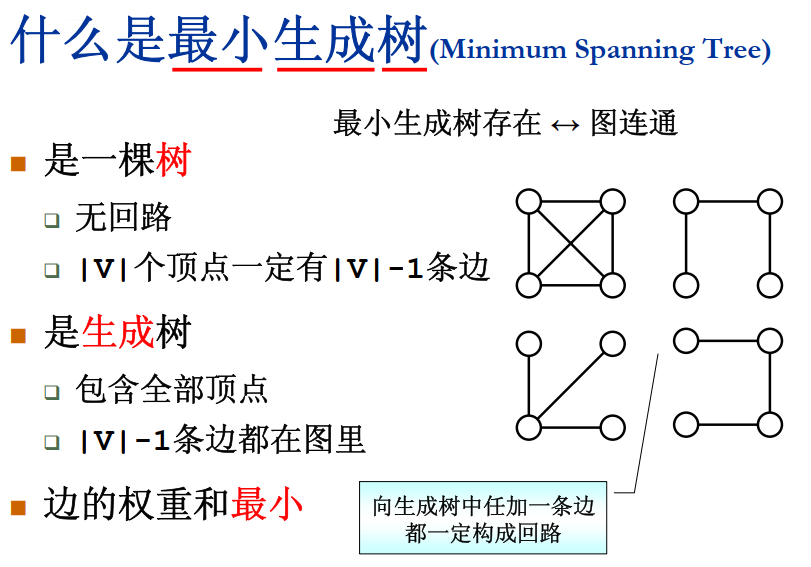 什么是最小生成树(Minimum Spanning Tree)
最小生成树存在 ↔ 图连通
是一棵树
无回路
|V|个顶点一定有|V|-1条边
是生成树
包含全部顶点
|V|-1条边都在图里
边的权重和最小
向生成树中任加一条边
都一定构成回路